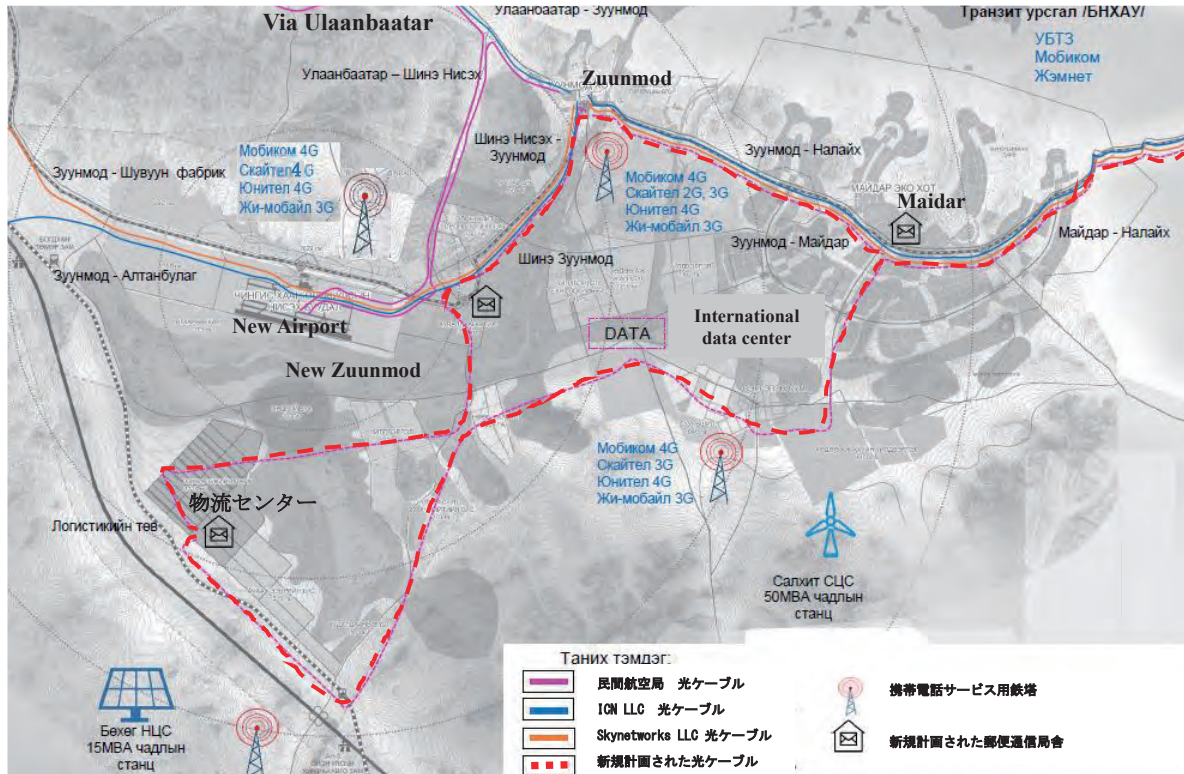 Via Ulaanbaatar
Улаанбаатар - Зуунмод
Транзит урсгал /БНХАУ/
УБТЗ
Мобиком
Жэмнет
Улаанбаатар – Шинэ Нисэх
Zuunmod
Шинэ Нисэх -
Зуунмод
Зуунмод - Налайх
Мобиком 4G
Скайтел 4G
Юнител 4G
Жи-мобайл 3G
Зуунмод - Шувуун фабрик
Мобиком 4G
Скайтел 2G, 3G
Юнител 4G
Жи-мобайл 3G
МАЙДАР ЭКО ХОТ
Maidar
Зуунмод - Майдар
Майдар - Налайх
Зуунмод - Алтанбулаг
Шинэ Зуунмод
New Airport
DATA
International
data center
New Zuunmod
Мобиком 4G
Скайтел 3G
Юнител 4G
Жи-мобайл 3G
物流センター
Логистикийн төв
Салхит СЦС
50МВА чадлын
станц
Бөхөг НЦС
15МВА чадлын
станц
Таних тэмдэг:
民間航空局 光ケーブル
ICN LLC 光ケーブル
Skynetworks LLC 光ケーブル
新規計画された光ケーブル
携帯電話サービス用鉄塔
新規計画された郵便通信局舎